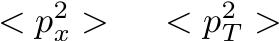 < p_x^2 >   < p_T^2 >